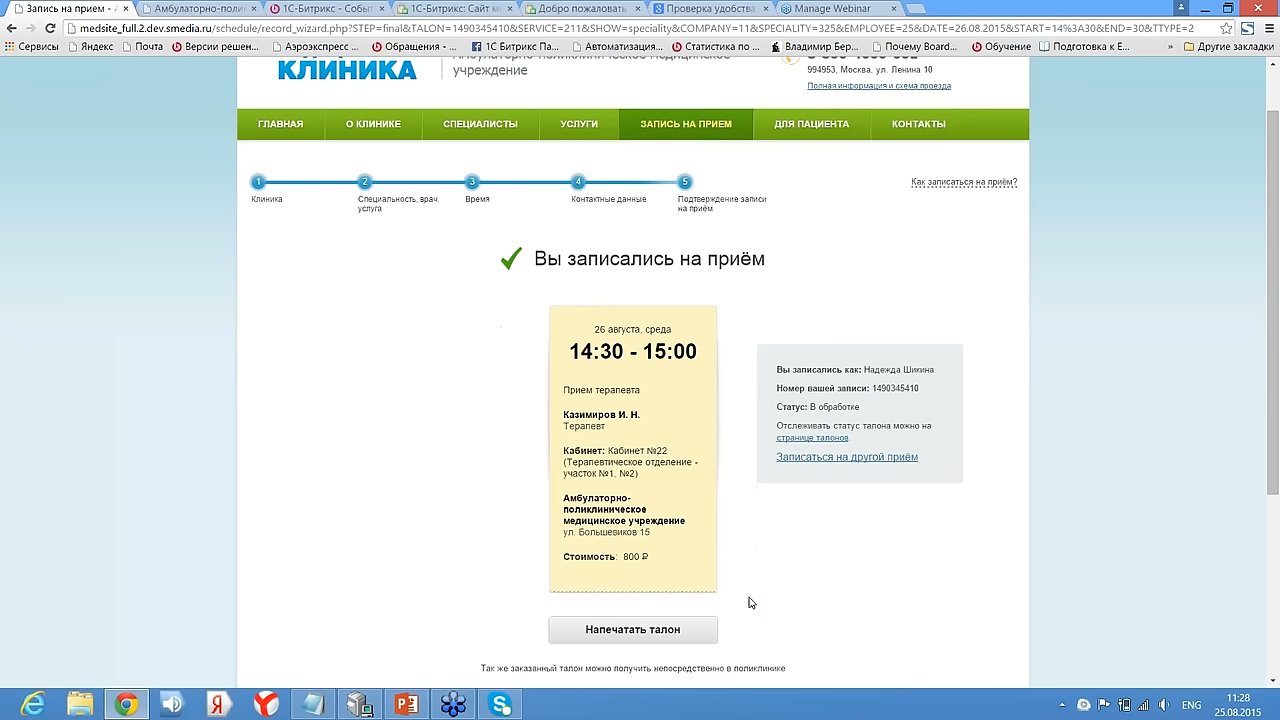 Запись на прием - А
Амбулаторно-поли
1С-Битрикс - Событ
1С-Битрикс: Сайт ме
Добро пожаловать
Проверка удобства
Manage Webinar
medsite_full.2.dev.smedia.ru/schedule/record_wizard.php?STEP=final&TALON=1490345410&SERVICE=211&SHOW=speciality&COMPANY=11&SPECIALITY=325&EMPLOYEE=25&DATE=26.08.2015&START=14%3A30&END=30&TTYPE=2
Сервисы
Яндекс
Почта
Версии решен...
Аэроэкспресс ...
Обращения - ...
1С Битрикс Па...
Автоматизация...
Статистика по ...
Владимир Бер...
Почему Board...
Обучение
Подготовка к Е...
»
Другие закладки
КЛИНИКА
Амбулаторно-поликлиническое медицинское
учреждение
994953, Москва, ул. Ленина 10
Полная информация и схема проезда
ГЛАВНАЯ
О КЛИНИКЕ
СПЕЦИАЛИСТЫ
УСЛУГИ
ЗАПИСЬ НА ПРИЕМ
ДЛЯ ПАЦИЕНТА
КОНТАКТЫ
1
2
3
4
5
Клиника
Специальность, врач,
услуга
Время
Контактные данные
Подтверждение записи
на приём
Как записаться на приём?
Вы записались на приём
26 августа, среда
14:30 - 15:00
Прием терапевта
Казимиров И. Н.
Терапевт
Кабинет: Кабинет №22
(Терапевтическое отделение -
участок №1, №2)
Амбулаторно-
поликлиническое
медицинское учреждение
ул. Большевиков 15
Стоимость: 800 ₽
Вы записались как: Надежда Шикина
Номер вашей записи: 1490345410
Статус: В обработке
Отслеживать статус талона можно на
странице талонов.
Записаться на другой приём
Напечатать талон
Так же заказанный талон можно получить непосредственно в поликлинике
ENG
11:28
25.08.2015